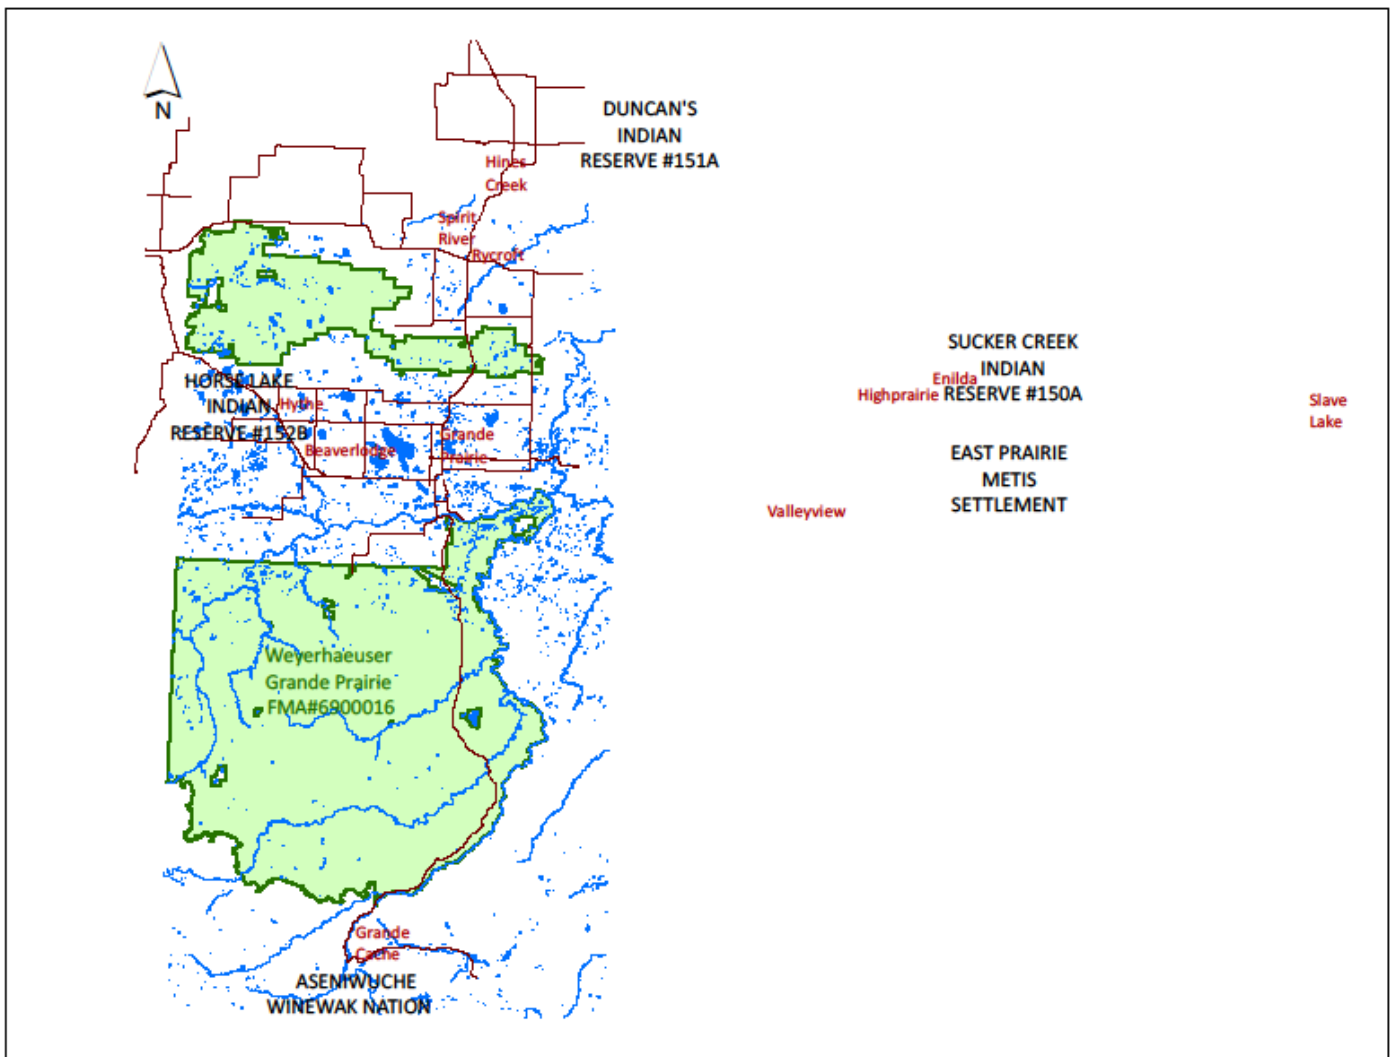 N
DUNCAN'S
INDIAN
RESERVE #151A
Hines
Creek
Spirit
River
Rycroft
SUCKER CREEK
INDIAN
RESERVE #150A
Enilda
Highprairie
Slave
Lake
HORSE LAKE
INDIAN
RESERVE #152B
Hythe
Beaverlodge
Grande
Prairie
EAST PRAIRIE
METIS
SETTLEMENT
Valleyview
Weyerhaeuser
Grande Prairie
FMA#6900016
Grande
Cache
ASENIWUCHE
WINEWAK NATION